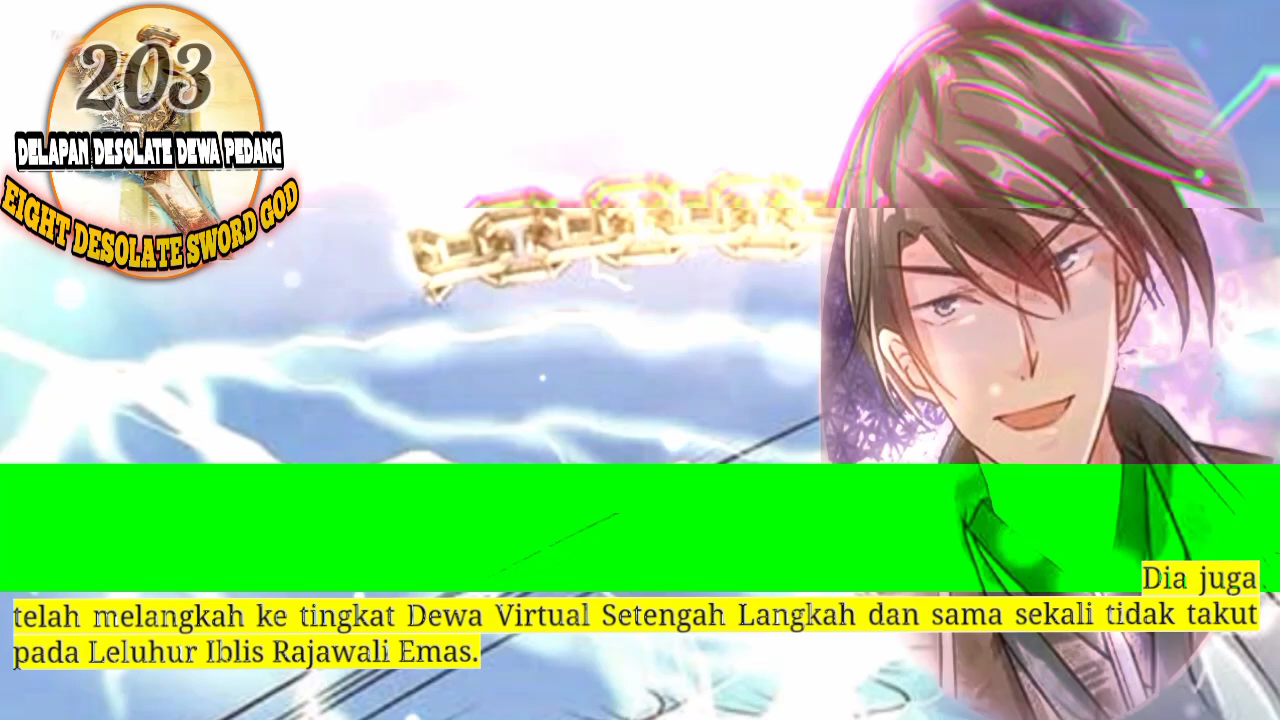 203
DELAPAN DESOLATE DEWA PEDANG
EIGHT DESOLATE SWORD GOD
Dia juga
telah melangkah ke tingkat Dewa Virtual Setengah Langkah dan sama sekali tidak takut
pada Leluhur Iblis Rajawali Emas.